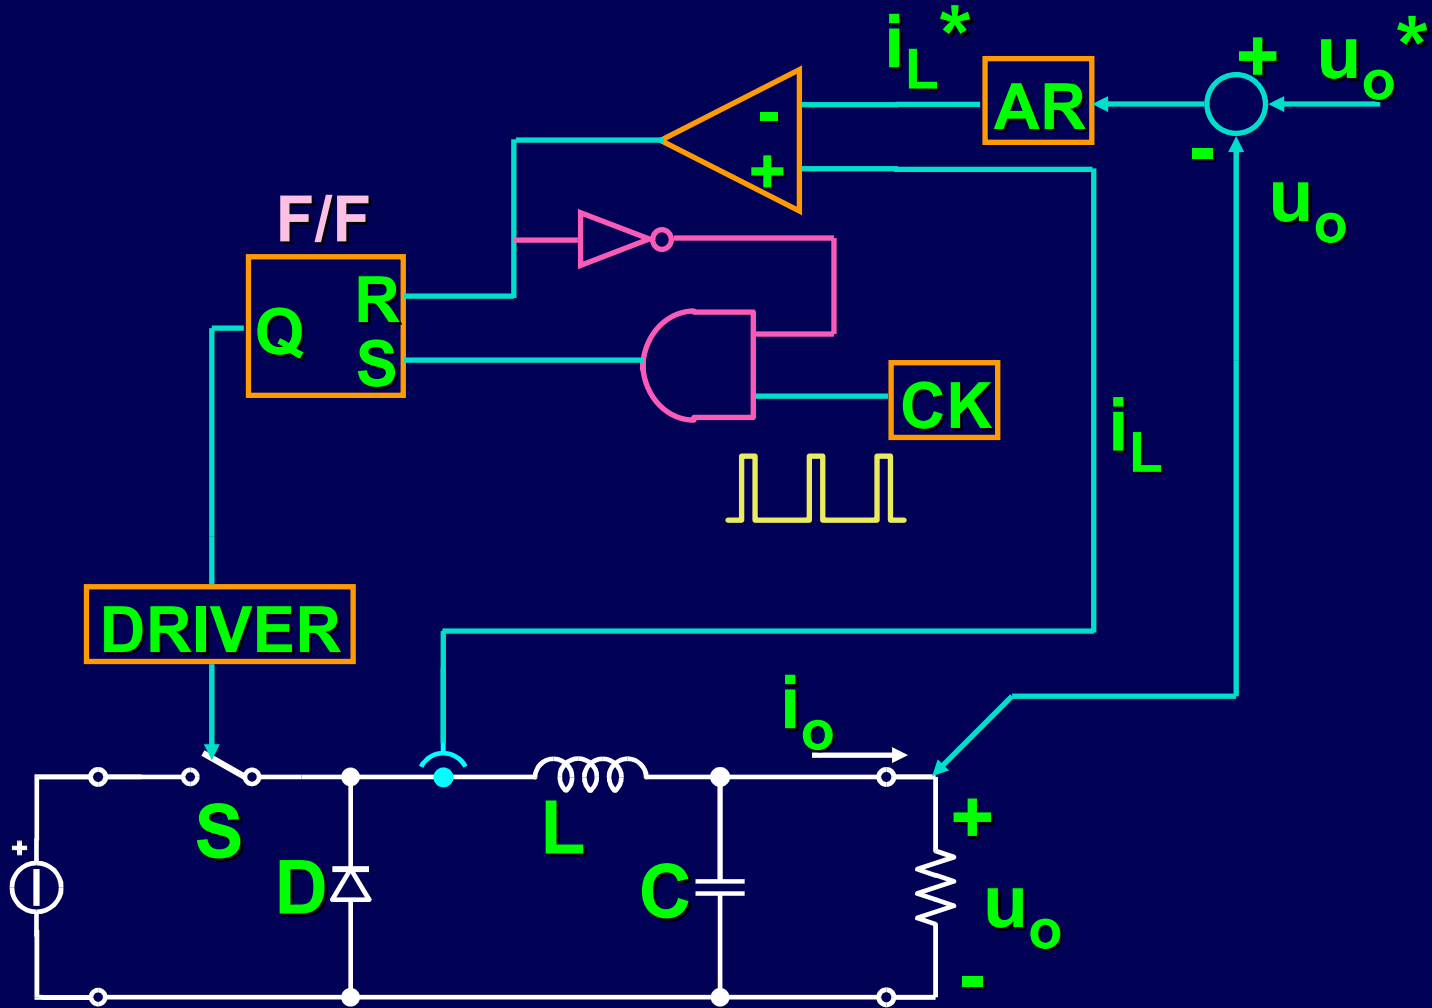 iL*
+
uo*
AR
-
+
-
uo
F/F
R
Q
S
CK
iL
DRIVER
io
+
S
+
L
D
C
uo
-